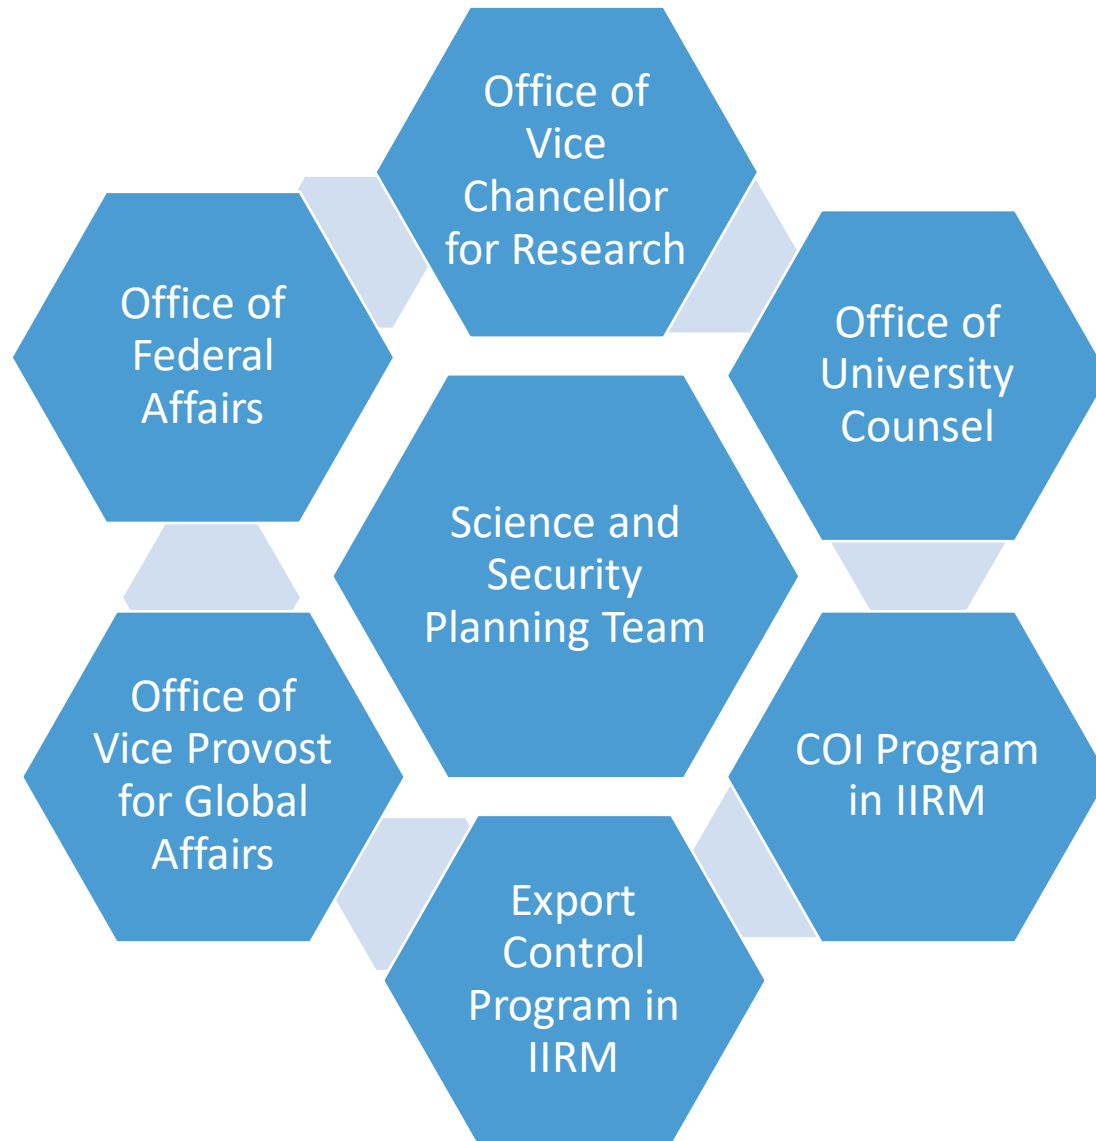 Office of
Vice
Chancellor
for Research
Office of
University
Counsel
COI Program
in IIRM
Export
Control
Program in
IIRM
Office of
Vice Provost
for Global
Affairs
Office of
Federal
Affairs
Science and
Security
Planning Team